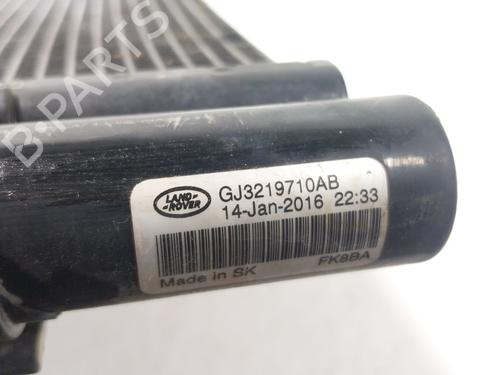 B-PARTS
LAND-
-ROVER
GJ3219710AB
14-Jan-2016 22:33
Made in SK
FK8BA